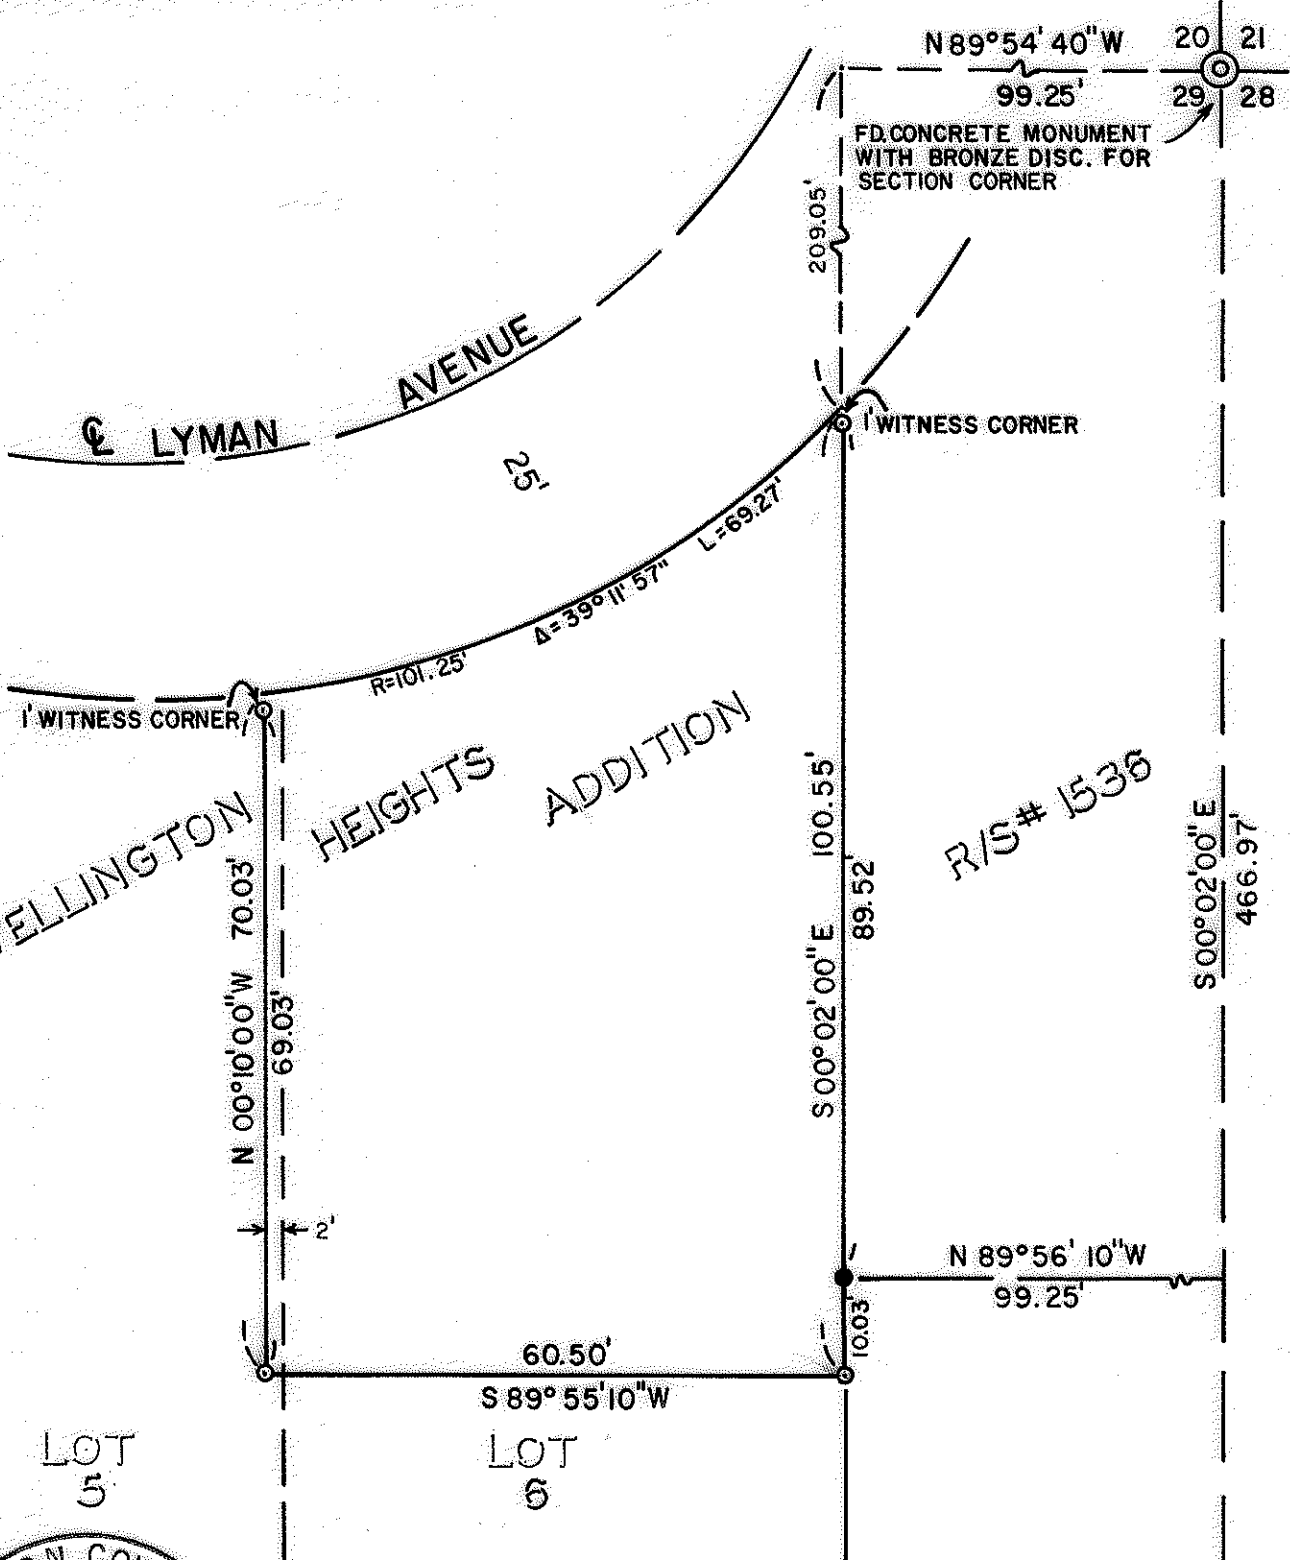 N 89° 54' 40" W
99.25'
20 21
29 28
FD. CONCRETE MONUMENT
WITH BRONZE DISC. FOR
SECTION CORNER
209.05'
℄ LYMAN AVENUE
25'
1' WITNESS CORNER
L=69.27'
Δ=39° 11' 57"
R=101.25'
1' WITNESS CORNER
ELLINGTON HEIGHTS ADDITION
R/S# 1536
N 00° 10' 00" W 70.03'
69.03'
S 00° 02' 00" E 100.55'
89.52'
S 00° 02' 00" E
466.97'
2'
N 89° 56' 10" W
99.25'
10.03'
60.50'
S 89° 55' 10" W
LOT
5
LOT
6